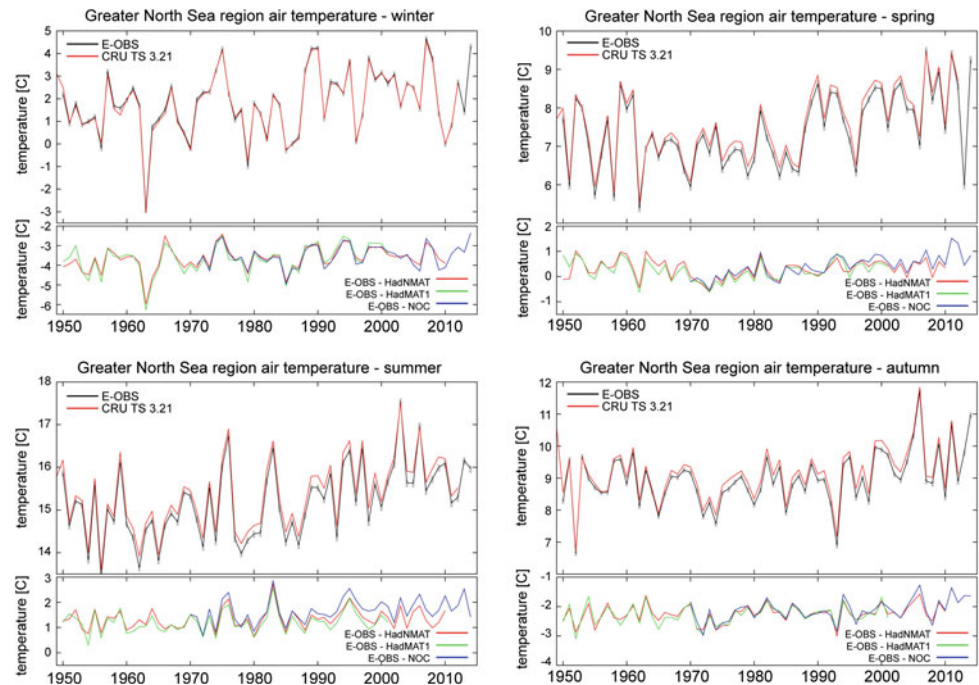 Greater North Sea region air temperature - winter
temperature [C]
5
4
3
2
1
0
-1
-2
-3
E-OBS
CRU TS 3.21
temperature [C]
-2
-3
-4
-5
-6
E-OBS - HadNMAT
E-OBS - HadMAT1
E-OBS - NOC
1950 1960 1970 1980 1990 2000 2010
Greater North Sea region air temperature - spring
temperature [C]
10
9
8
7
6
E-OBS
CRU TS 3.21
temperature [C]
2
1
0
-1
E-OBS - HadNMAT
E-OBS - HadMAT1
E-OBS - NOC
1950 1960 1970 1980 1990 2000 2010
Greater North Sea region air temperature - summer
temperature [C]
18
17
16
15
14
E-OBS
CRU TS 3.21
temperature [C]
3
2
1
0
E-OBS - HadNMAT
E-OBS - HadMAT1
E-OBS - NOC
1950 1960 1970 1980 1990 2000 2010
Greater North Sea region air temperature - autumn
temperature [C]
12
11
10
9
8
7
6
E-OBS
CRU TS 3.21
temperature [C]
-1
-2
-3
-4
E-OBS - HadNMAT
E-OBS - HadMAT1
E-OBS - NOC
1950 1960 1970 1980 1990 2000 2010